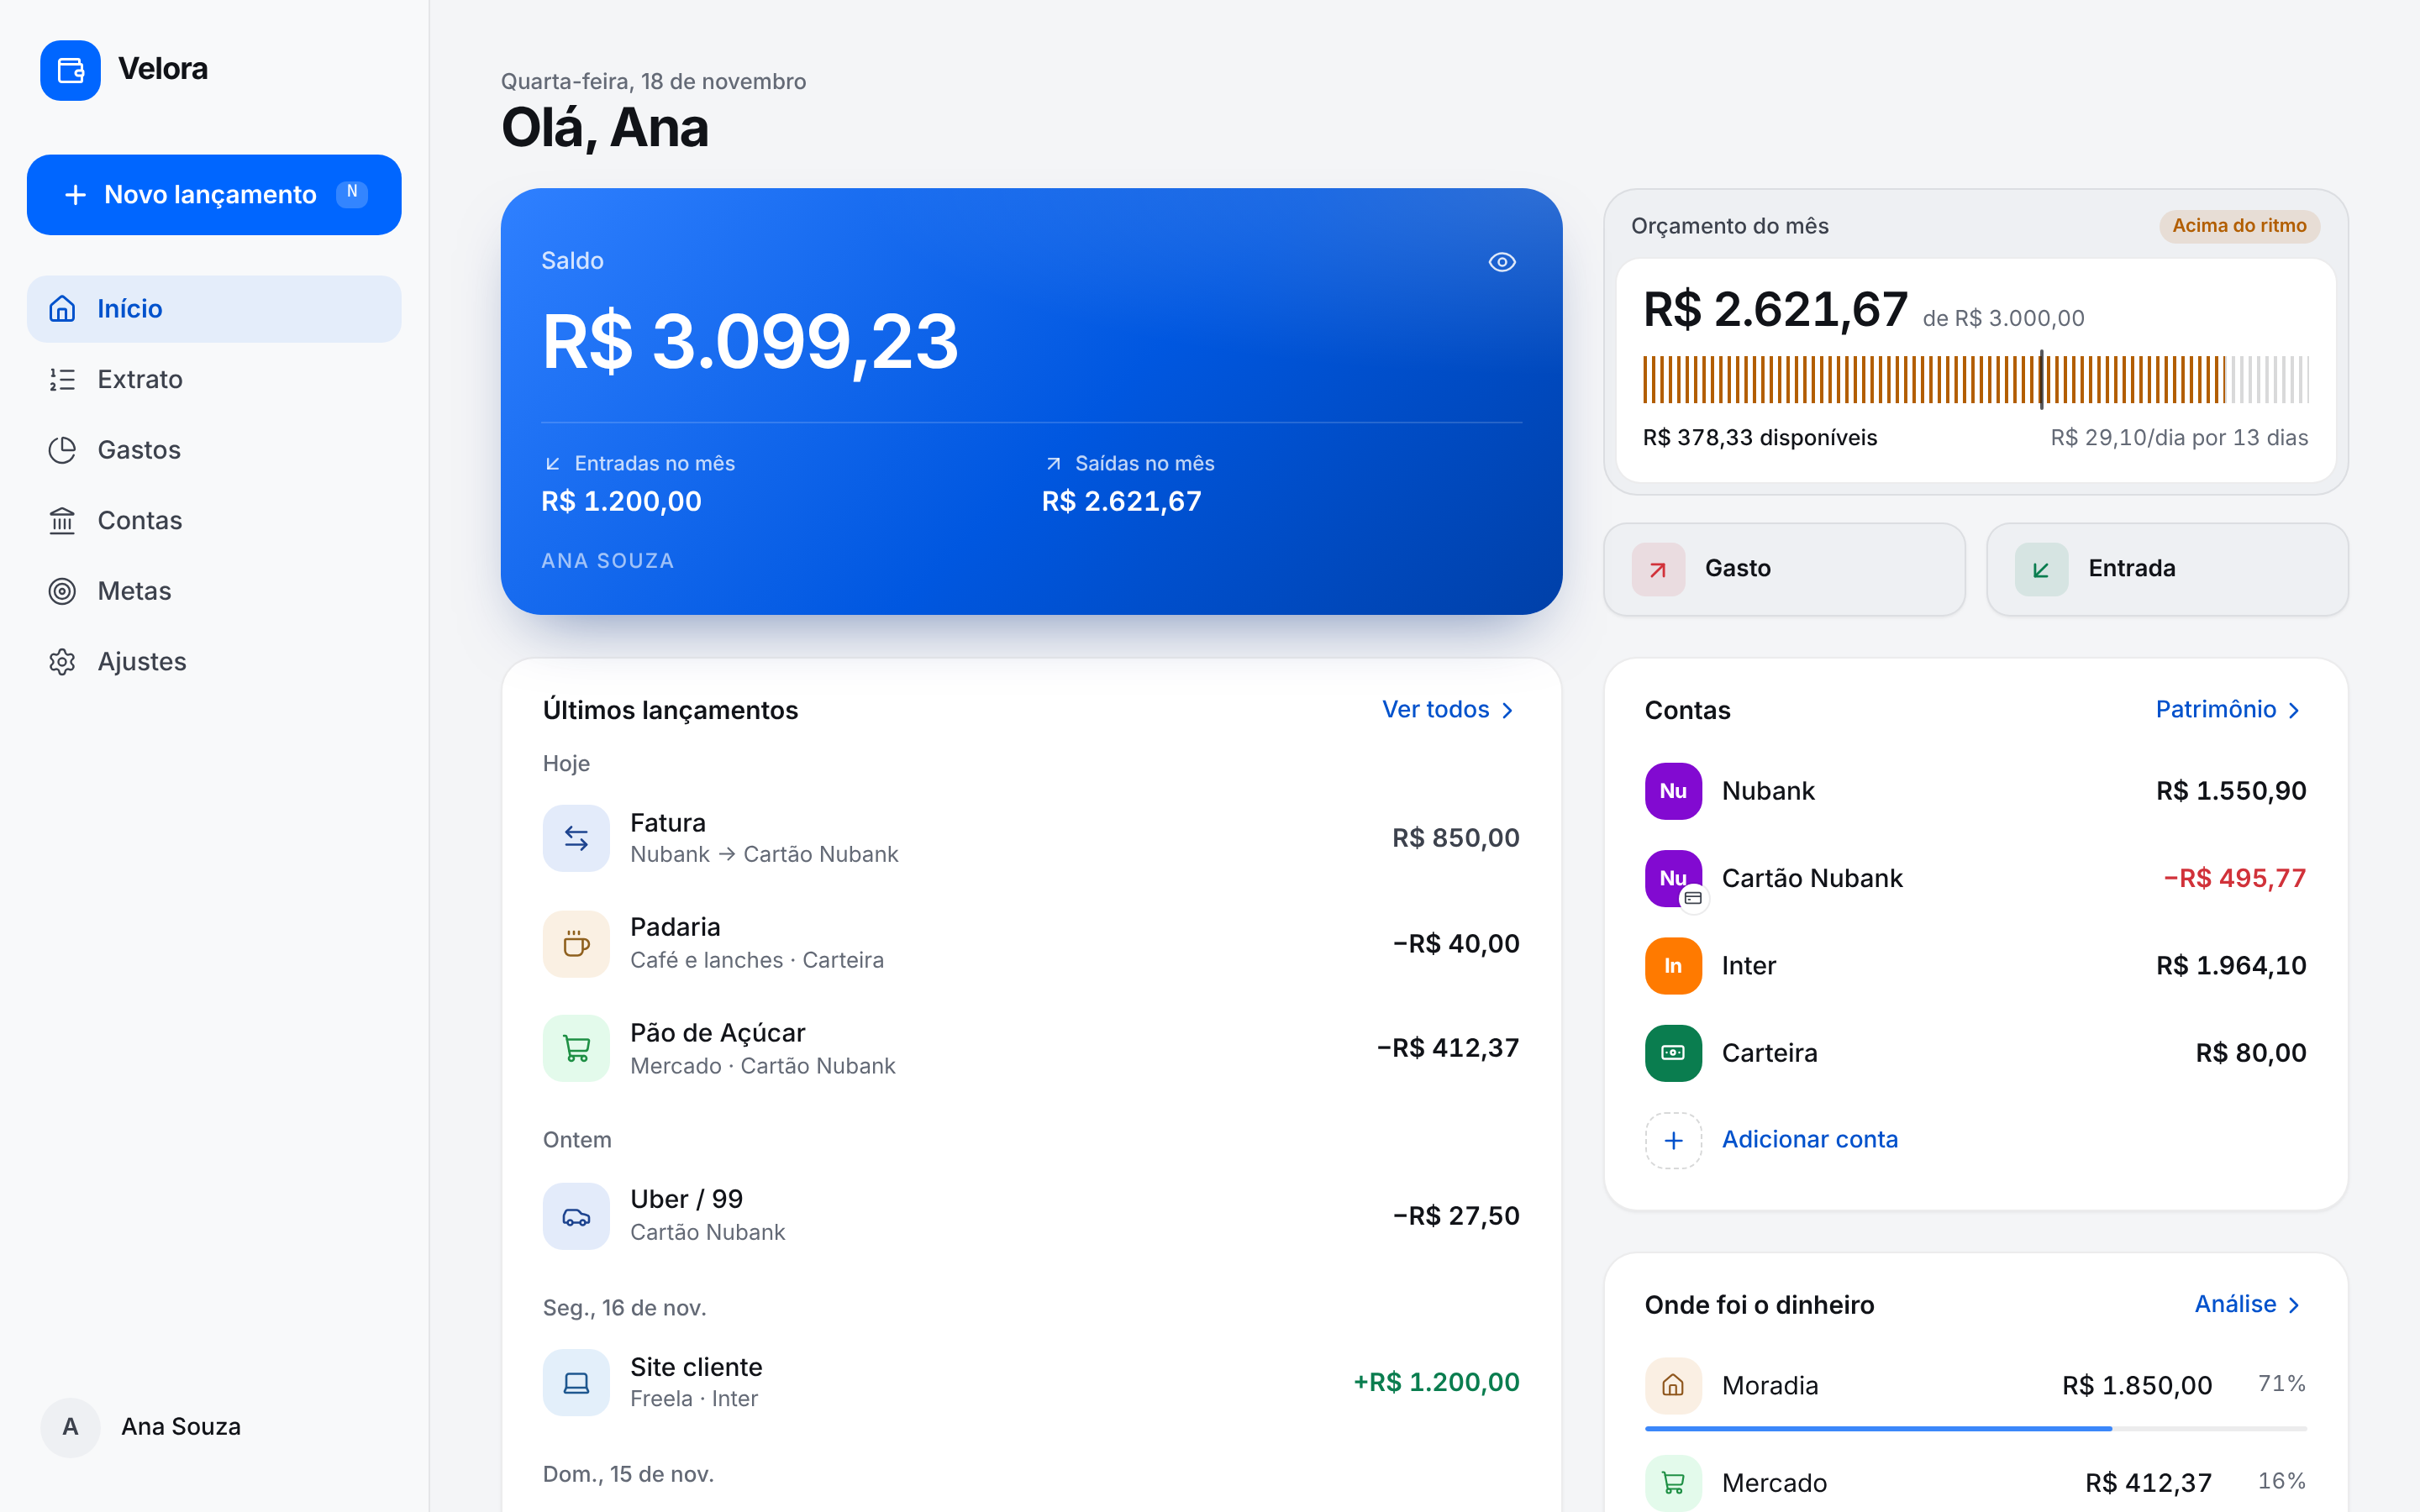 Velora
Novo lançamento N
Início
Extrato
Gastos
Contas
Metas
Ajustes
A Ana Souza
Quarta-feira, 18 de novembro
Olá, Ana
Saldo
R$ 3.099,23
Entradas no mês
R$ 1.200,00
Saídas no mês
R$ 2.621,67
ANA SOUZA
Orçamento do mês
Acima do ritmo
R$ 2.621,67 de R$ 3.000,00
R$ 378,33 disponíveis
R$ 29,10/dia por 13 dias
Gasto
Entrada
Últimos lançamentos
Ver todos
Hoje
Fatura
Nubank → Cartão Nubank
R$ 850,00
Padaria
Café e lanches · Carteira
−R$ 40,00
Pão de Açúcar
Mercado · Cartão Nubank
−R$ 412,37
Ontem
Uber / 99
Cartão Nubank
−R$ 27,50
Seg., 16 de nov.
Site cliente
Freela · Inter
+R$ 1.200,00
Dom., 15 de nov.
Contas
Patrimônio
Nu Nubank R$ 1.550,90
Nu Cartão Nubank −R$ 495,77
In Inter R$ 1.964,10
Carteira R$ 80,00
Adicionar conta
Onde foi o dinheiro
Análise
Moradia R$ 1.850,00 71%
Mercado R$ 412,37 16%